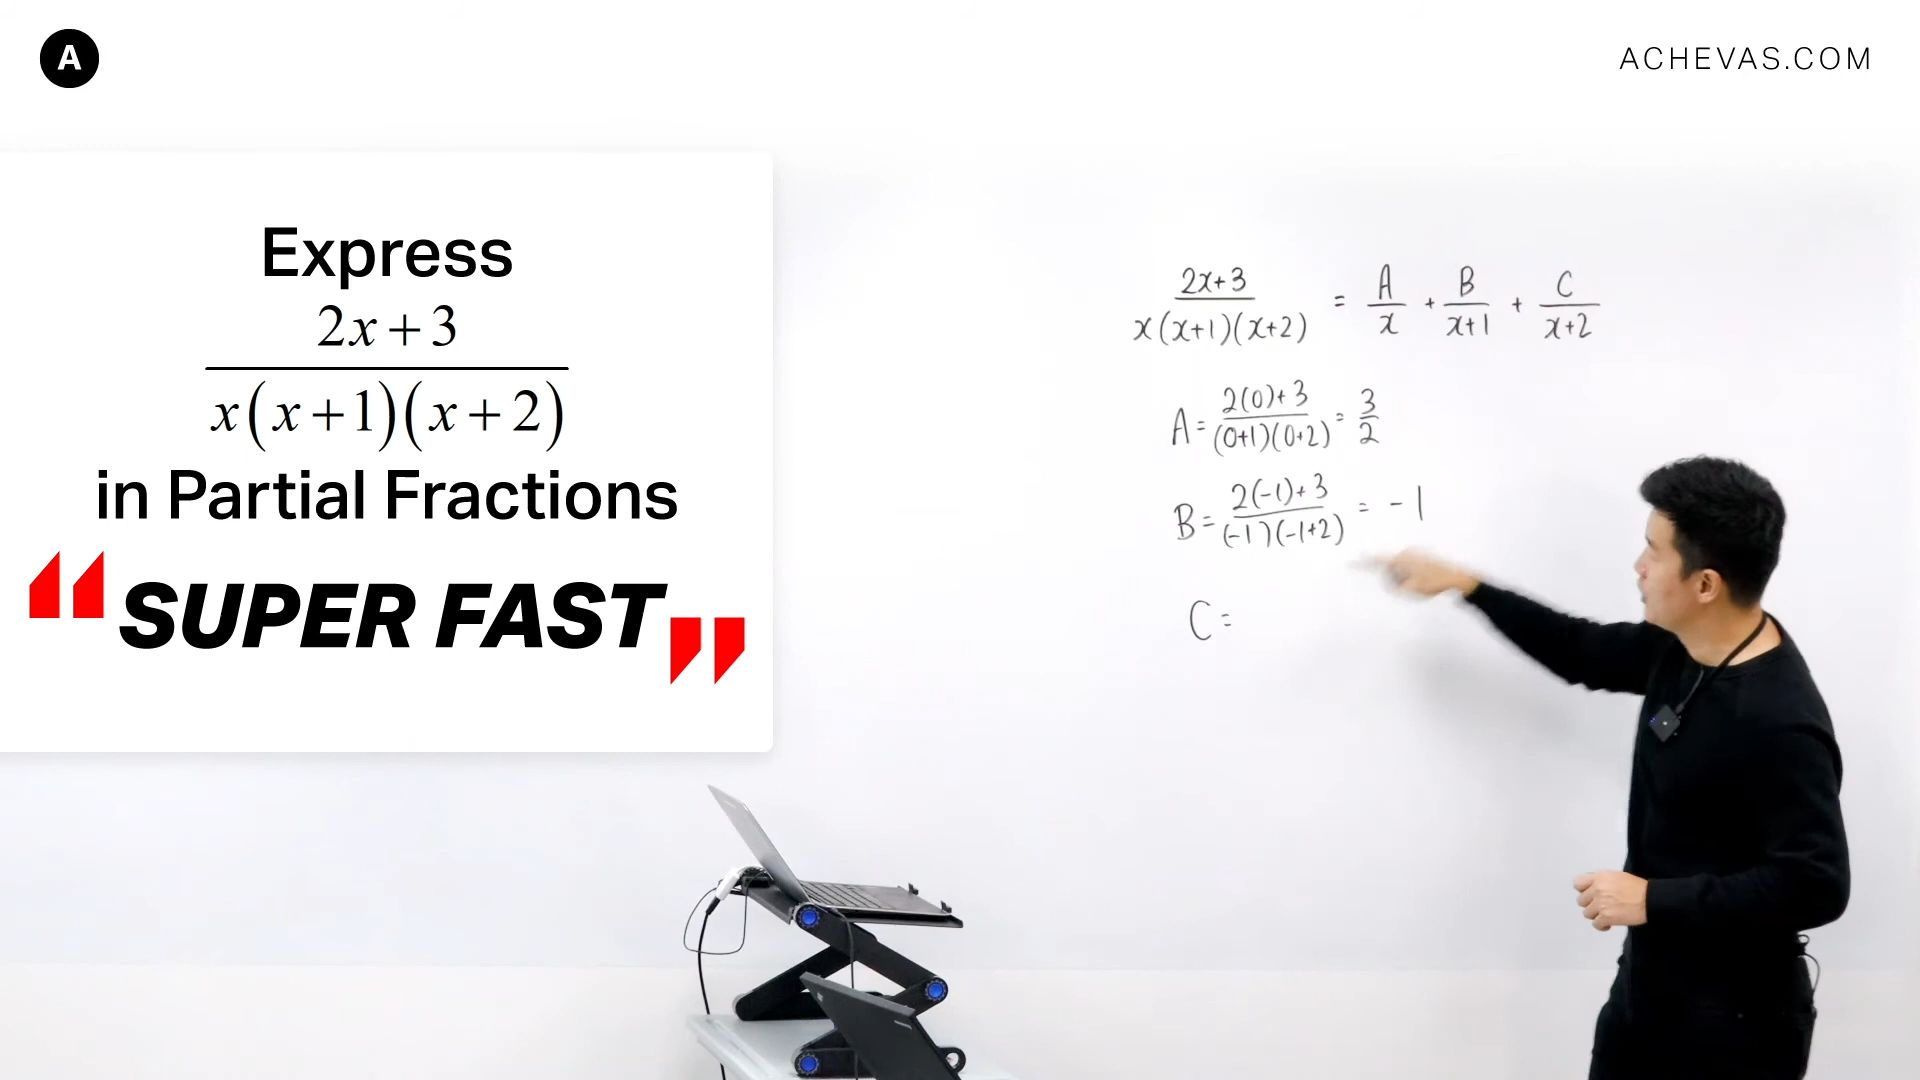 A
ACHEVAS.COM
Express
2x+3
x(x+1)(x+2)
in Partial Fractions
“SUPER FAST„
2x+3 / x(x+1)(x+2) = A/x + B/x+1 + C/x+2
A = 2(0)+3 / (0+1)(0+2) = 3/2
B = 2(-1)+3 / (-1)(-1+2) = -1
C =